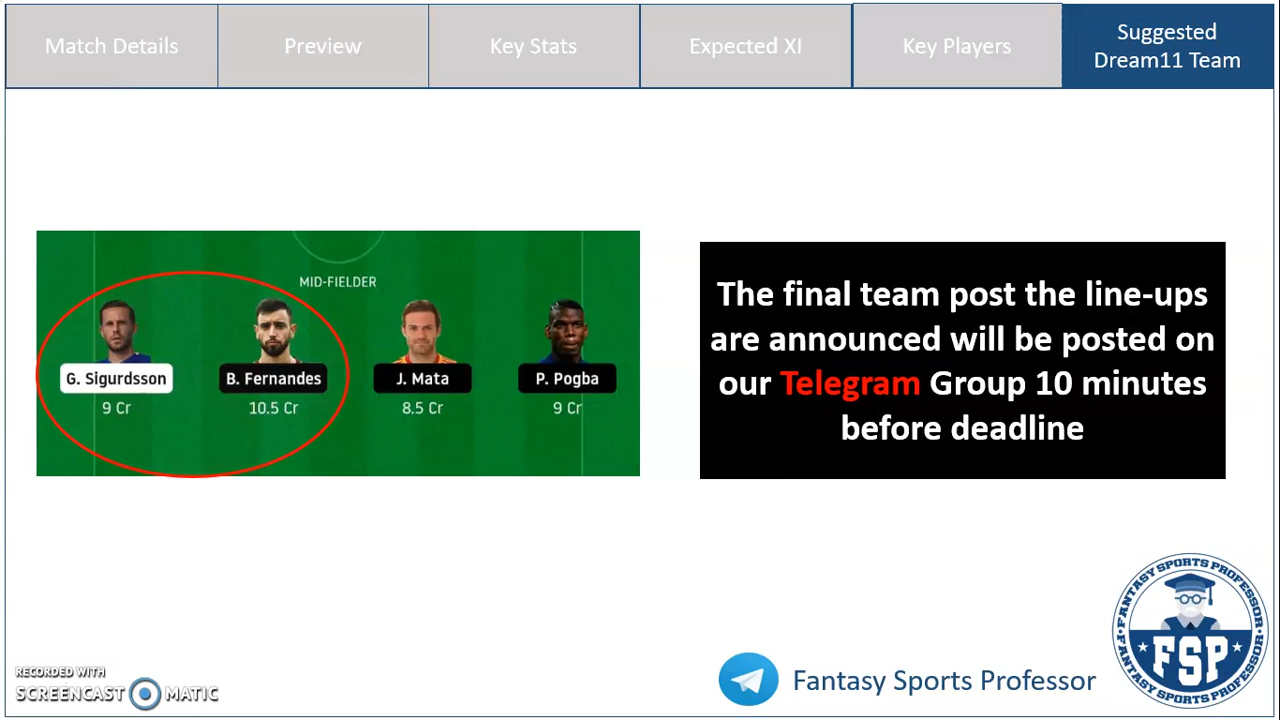 Match Details
Preview
Key Stats
Expected XI
Key Players
Suggested
Dream11 Team
MID-FIELDER
G. Sigurdsson
B. Fernandes
J. Mata
P. Pogba
9 Cr
10.5 Cr
8.5 Cr
9 Cr
The final team post the line-ups
are announced will be posted on
our Telegram Group 10 minutes
before deadline
RECORDED WITH
SCREENCAST MATIC
Fantasy Sports Professor
FANTASY SPORTS PROFESSOR
FANTASY SPORTS PROFESSOR
FSP